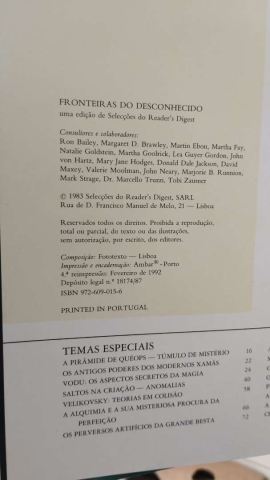 FRONTEIRAS DO DESCONHECIDO
uma edição de Selecções do Reader's Digest
Consultores e colaboradores:
Ron Bailey, Margaret D. Brawley, Martin Ebon, Martha Fay,
Natalie Goldstein, Martha Goolrick, Lea Guyer Gordon, John
von Hartz, Mary Jane Hodges, Donald Dale Jackson, David
Maxey, Valerie Moolman, John Neary, Marjorie B. Runnion,
Mark Strage, Dr. Marcello Truzzi, Tobi Zausner
© 1983 Selecções do Reader's Digest, SARL
Rua de D. Francisco Manuel de Melo, 21 — Lisboa
Reservados todos os direitos. Proibida a reprodução,
total ou parcial, do texto ou das ilustrações,
sem autorização, por escrito, dos editores.
Composição: Fototexto — Lisboa
Impressão e encadernação: Ambar - Porto
4.ª reimpressão: Fevereiro de 1992
Depósito legal n.º 18174/87
ISBN 972-609-015-6
PRINTED IN PORTUGAL
TEMAS ESPECIAIS
A PIRÂMIDE DE QUÉOPS — TÚMULO DE MISTÉRIO 16
OS ANTIGOS PODERES DOS MODERNOS XAMÃS 22
VODU: OS ASPECTOS SECRETOS DA MAGIA 24
SALTOS NA CRIAÇÃO — ANOMALIAS
VELIKOVSKY: TEORIAS EM COLISÃO
A ALQUIMIA E A SUA MISTERIOSA PROCURA DA
PERFEIÇÃO
OS PERVERSOS ARTIFÍCIOS DA GRANDE BESTA 72